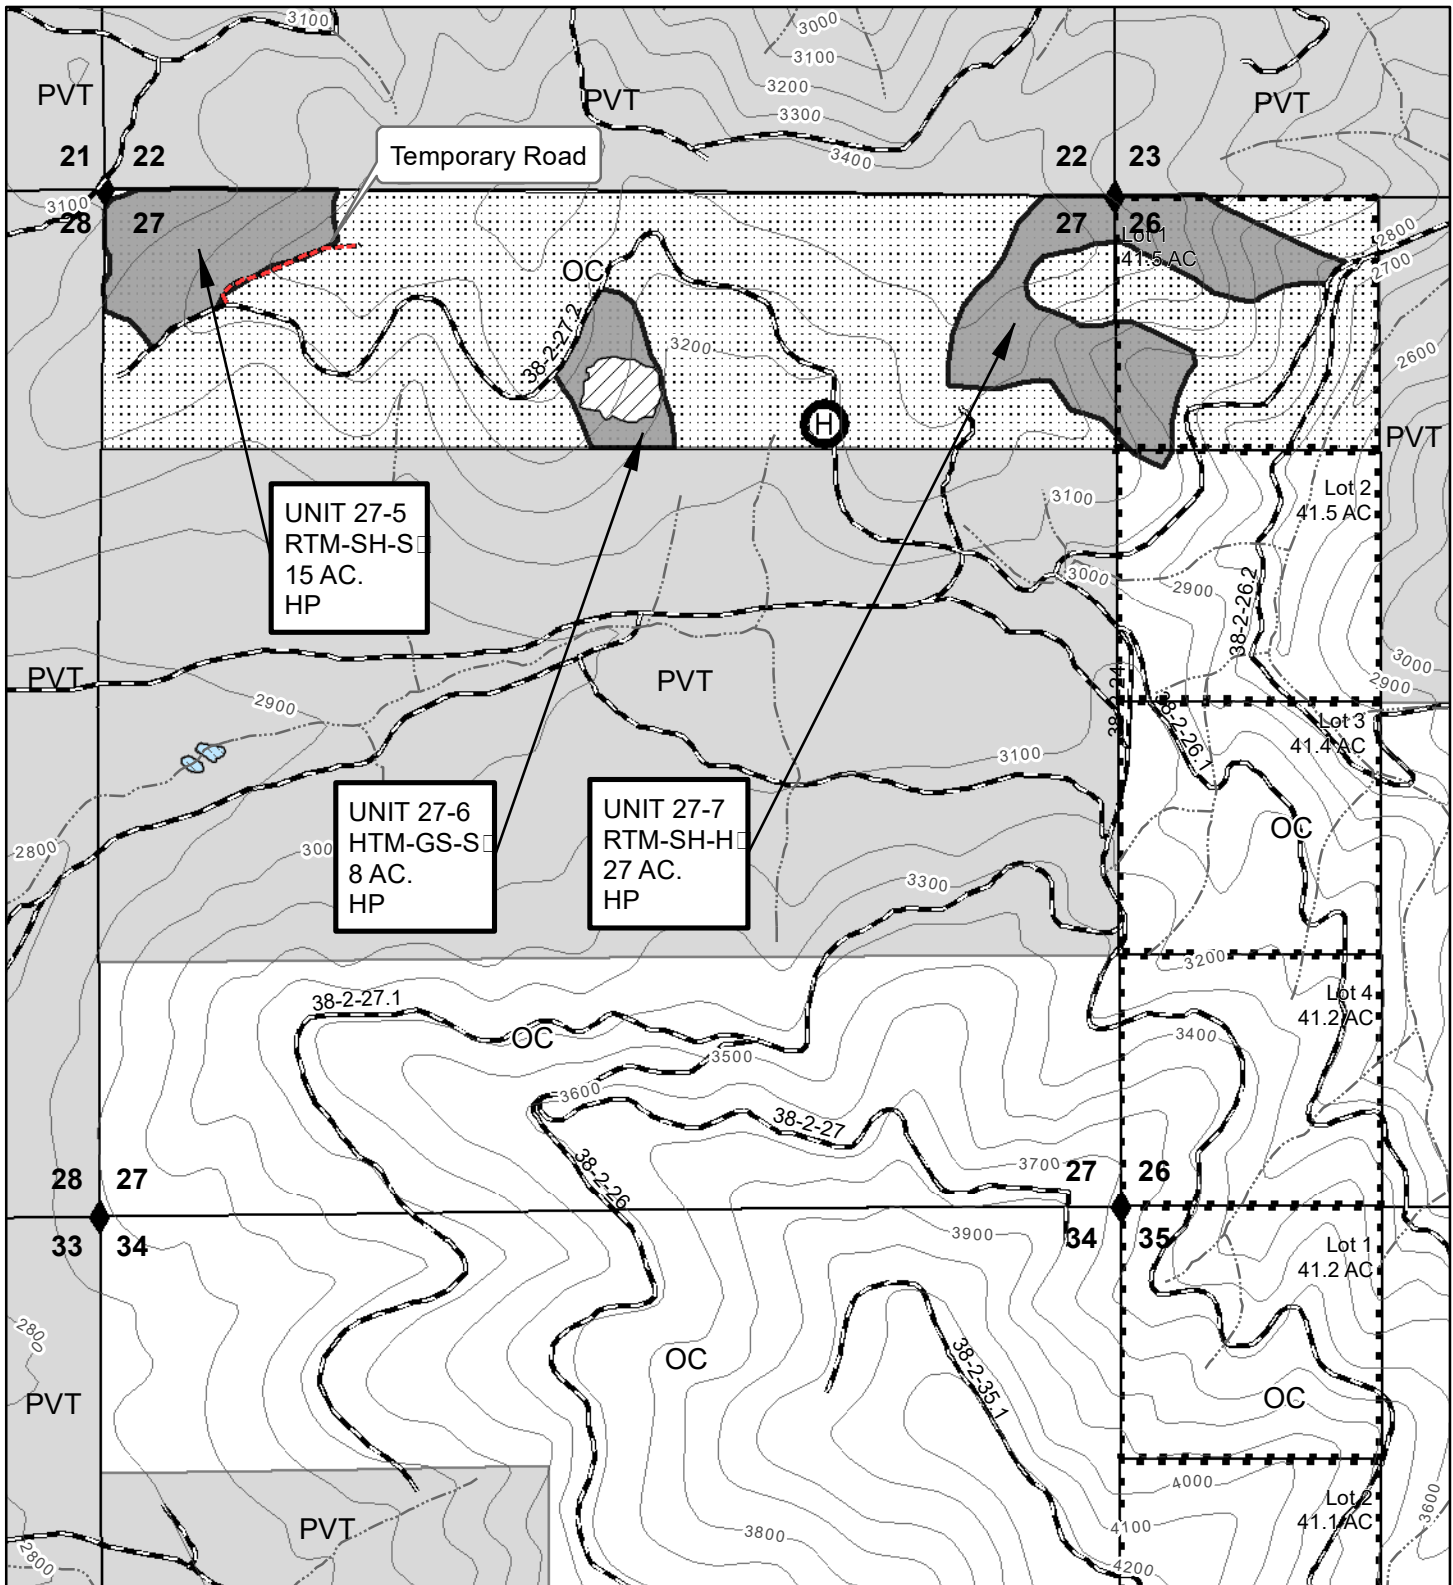 3100
3000
3100
PVT
PVT
3200
PVT
3300
3400
21 22
Temporary Road
22 23
3100
28 27
27 26
Lot 1
41.5 AC
2800
2700
OC
38-2-27.2
3200
2600
H
PVT
UNIT 27-5
RTM-SH-S□
15 AC.
HP
3100
Lot 2
41.5 AC
3000
2900
38-2-26.2
PVT
PVT
3000
2900
2900
38-2-24
38-2-26.1
Lot 3
41.4 AC
3100
UNIT 27-6
HTM-GS-S□
8 AC.
HP
UNIT 27-7
RTM-SH-H□
27 AC.
HP
OC
2800
300
3300
3200
38-2-27.1
Lot 4
41.2 AC
OC
3400
3500
3600
38-2-27
3700
28 27
27 26
38-2-26
3900
33 34
34 35
Lot 1
41.2 AC
2800
OC
38-2-35.1
PVT
OC
4000
Lot 2
41.1 AC
3600
PVT
3800
4100
2800
4200